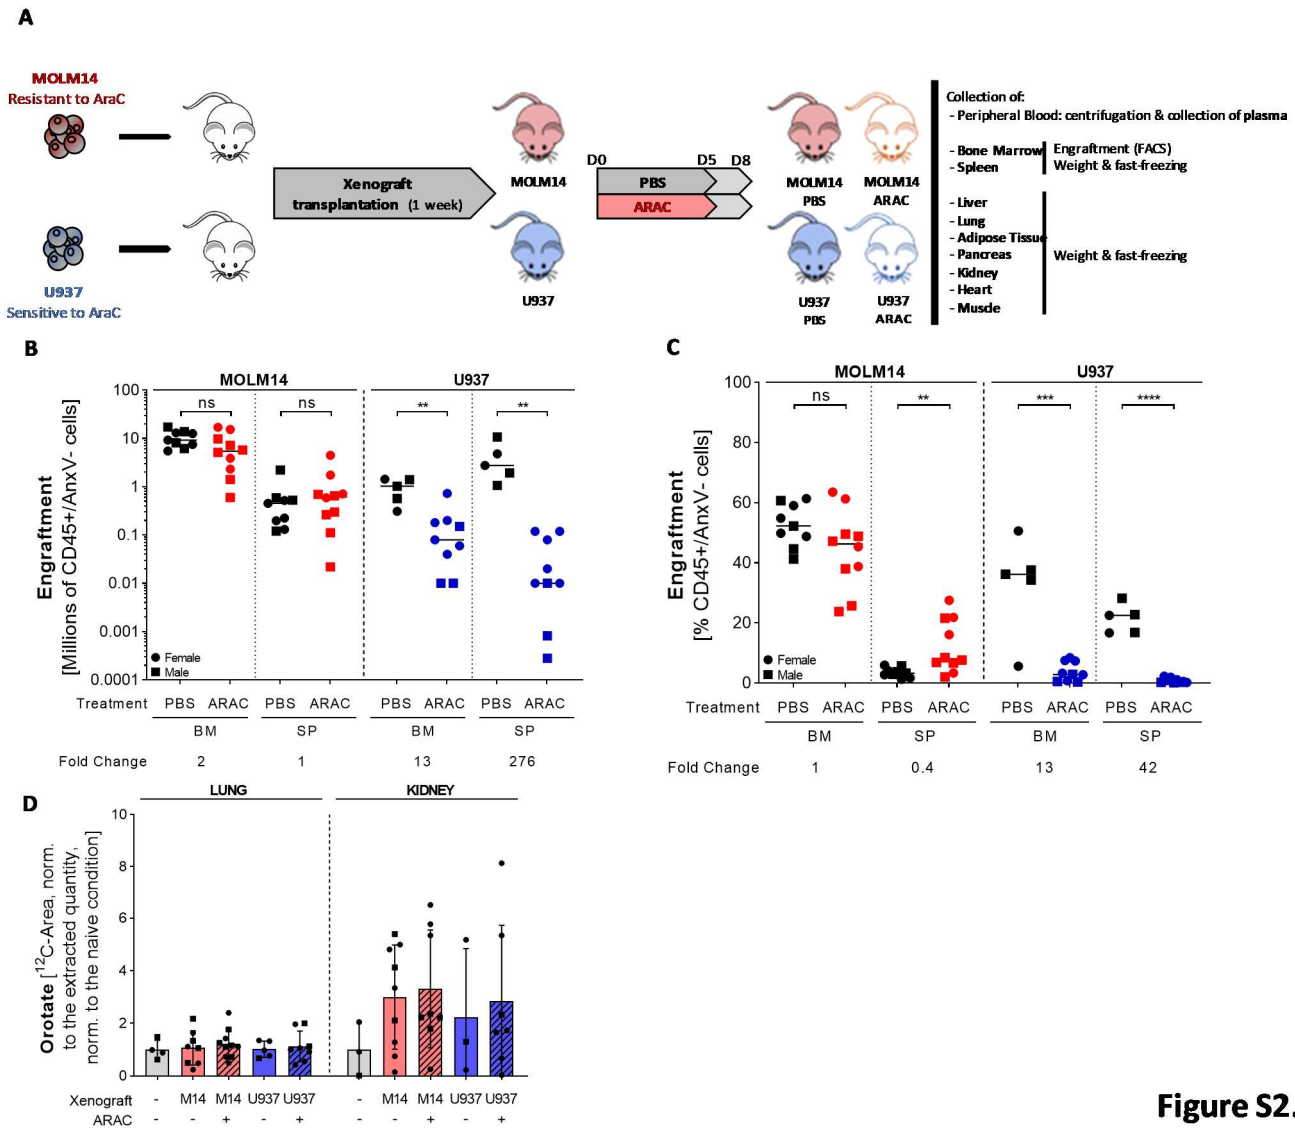 A
MOLM14
Resistant to AraC
U937
Sensitive to AraC
Xenograft
transplantation (1 week)
MOLM14
U937
D0 D5 D8
PBS
ARAC
MOLM14
PBS
MOLM14
ARAC
U937
PBS
U937
ARAC
Collection of:
- Peripheral Blood: centrifugation & collection of plasma
- Bone Marrow
- Spleen
Engraftment (FACS)
Weight & fast-freezing
- Liver
- Lung
- Adipose Tissue
- Pancreas
- Kidney
- Heart
- Muscle
Weight & fast-freezing
B
Engraftment
[Millions of CD45+/AnxV- cells]
MOLM14 U937
ns ns ** **
100
10
1
0.1
0.01
0.001
0.0001
Female
Male
Treatment PBS ARAC PBS ARAC PBS ARAC PBS ARAC
BM SP BM SP
Fold Change 2 1 13 276
C
Engraftment
[% CD45+/AnxV- cells]
MOLM14 U937
ns ** *** ****
100
80
60
40
20
0
Female
Male
Treatment PBS ARAC PBS ARAC PBS ARAC PBS ARAC
BM SP BM SP
Fold Change 1 0.4 13 42
D
Orotate [12C-Area, norm.
to the extracted quantity,
norm. to the naive condition]
LUNG KIDNEY
10
8
6
4
2
0
Xenograft - M14 M14 U937 U937 - M14 M14 U937 U937
ARAC - - + - + - - + - +
Figure S2.